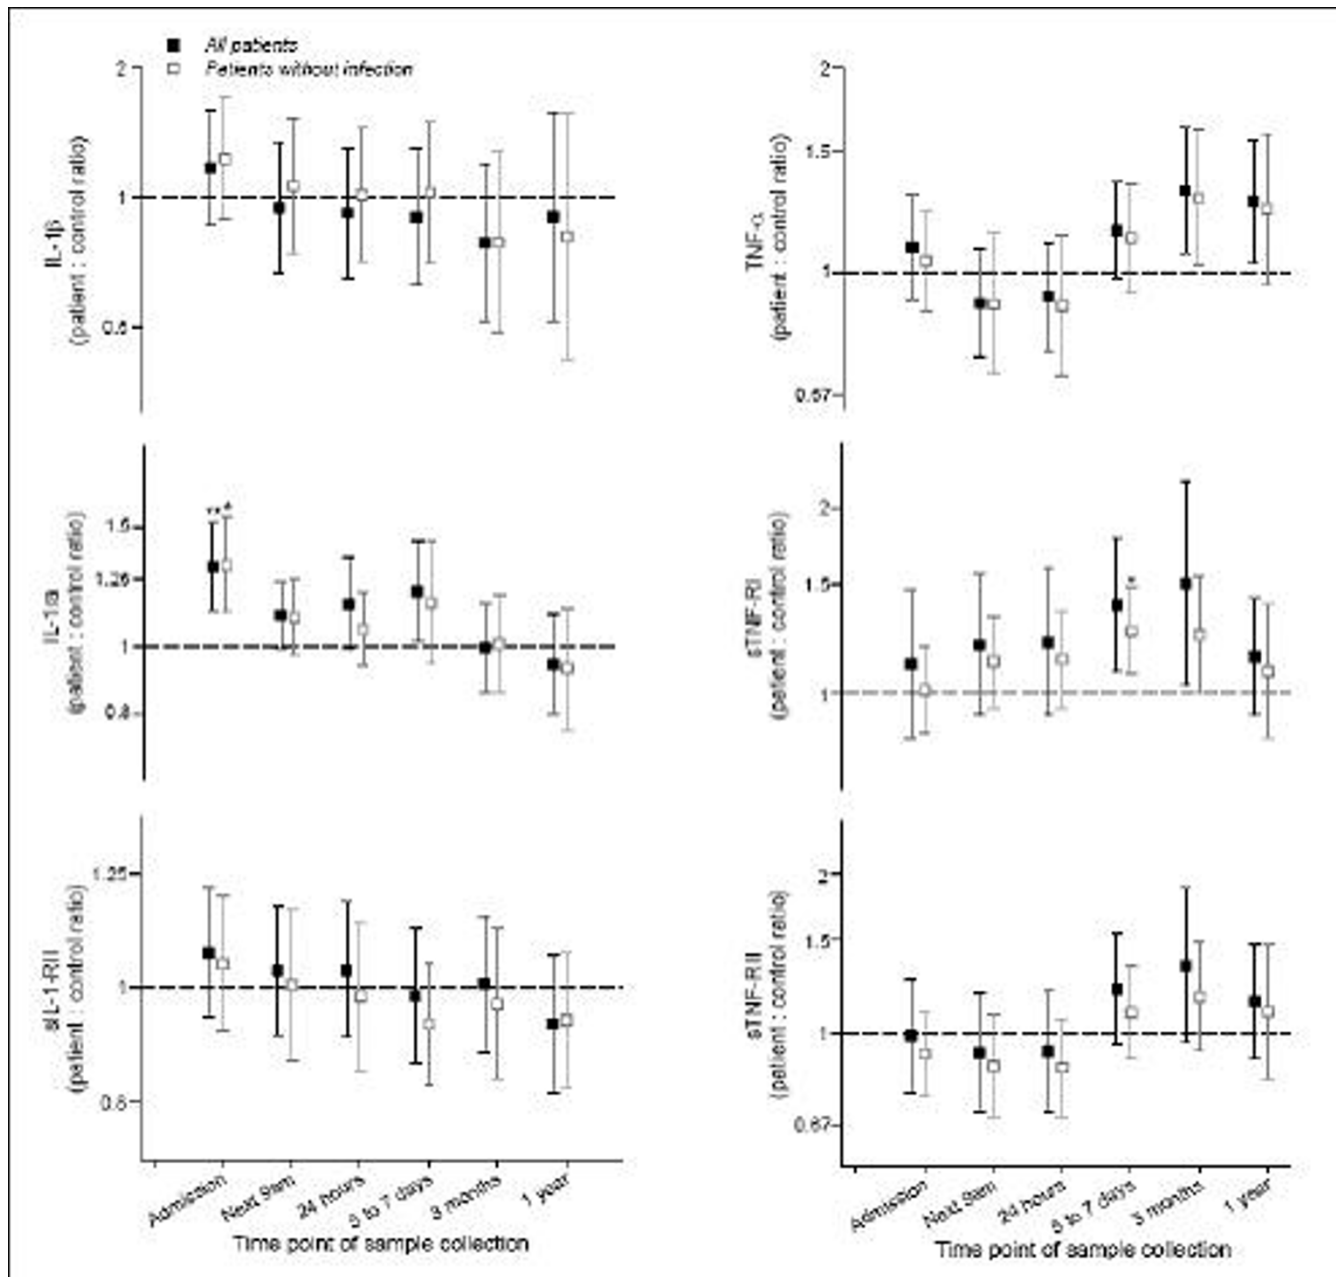 All patients
Patients without infection
2
1
0.5
IL-1β
(patient : control ratio)
2
1.5
1
0.67
TNF-α
(patient : control ratio)
***
1.5
1.25
1
0.8
IL-1ra
(patient : control ratio)
2
1.5
1
*
sTNF-RI
(patient : control ratio)
1.25
1
0.8
sIL-1-RII
(patient : control ratio)
Admission
Next 9am
24 hours
5 to 7 days
3 months
1 year
Time point of sample collection
2
1.5
1
0.67
sTNF-RII
(patient : control ratio)
Admission
Next 9am
24 hours
5 to 7 days
3 months
1 year
Time point of sample collection